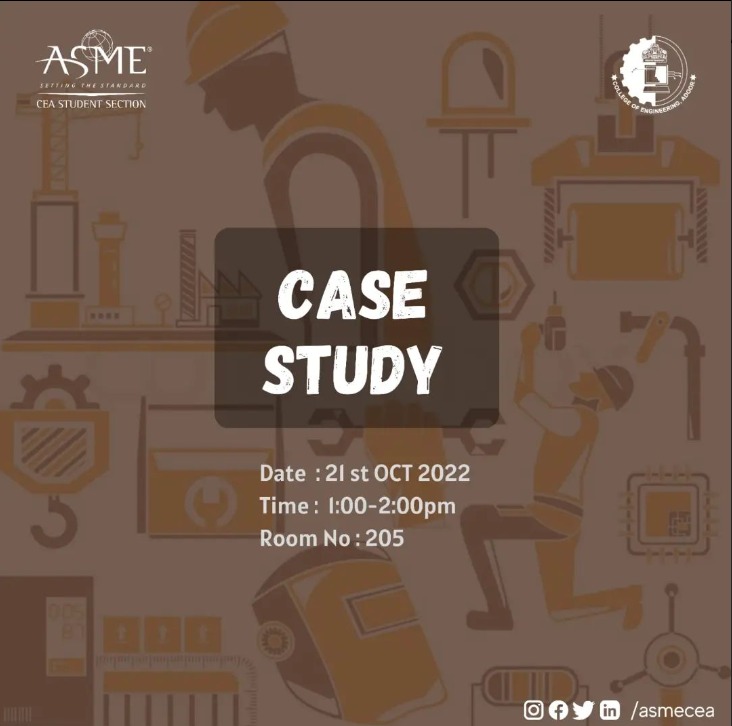 ASME
SETTING THE STANDARD
CEA STUDENT SECTION
COLLEGE OF ENGINEERING, ADOOR
CASE
STUDY
Date : 21 st OCT 2022
Time : 1:00-2:00pm
Room No : 205
/asmecea